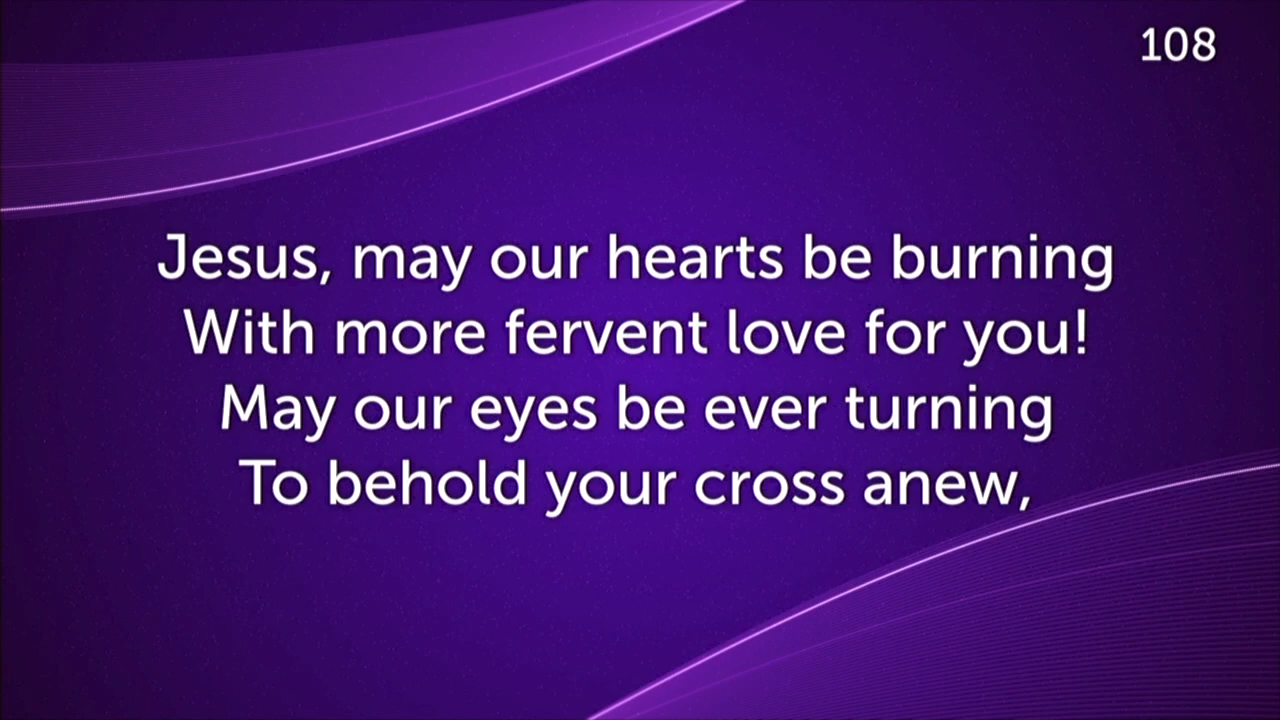 108
Jesus, may our hearts be burning
With more fervent love for you!
May our eyes be ever turning
To behold your cross anew,